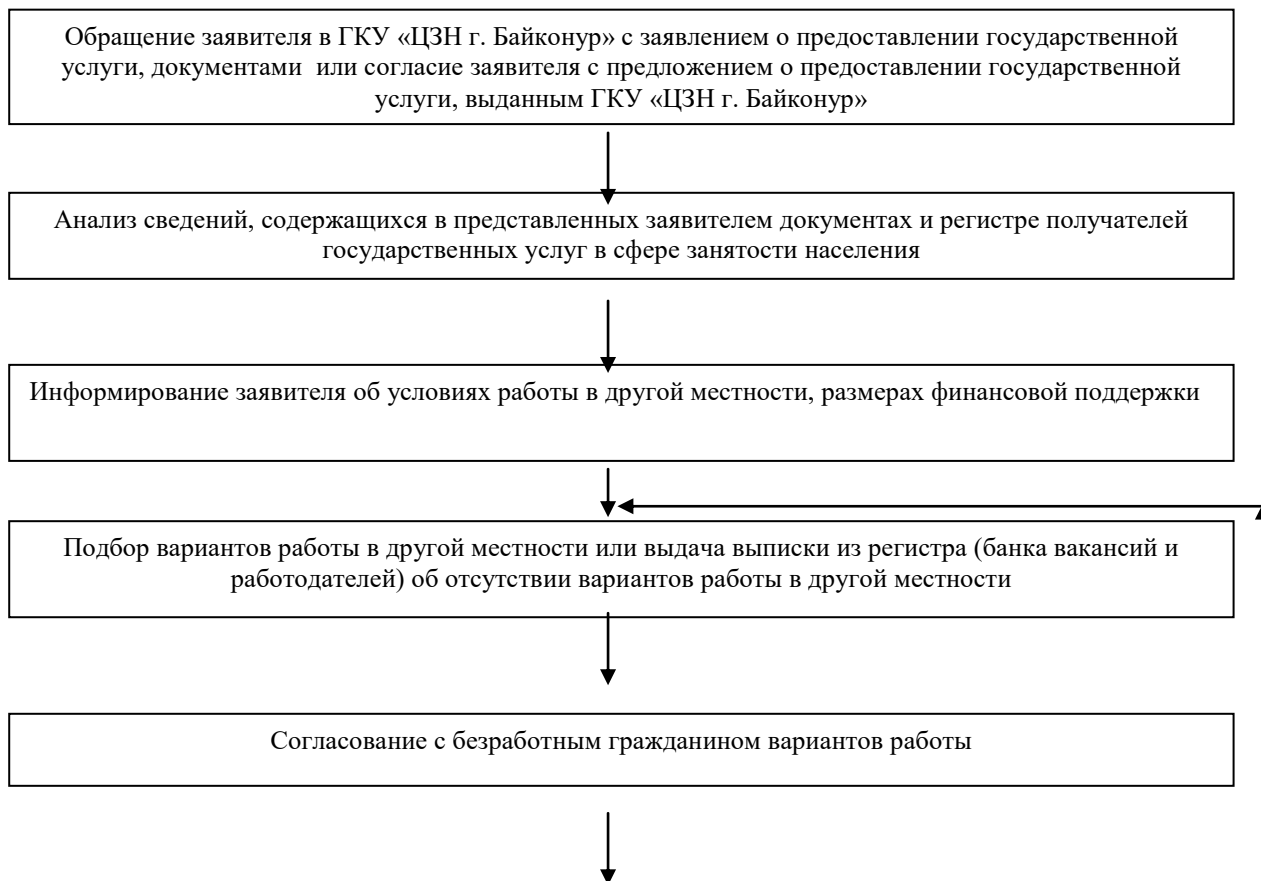 Обращение заявителя в ГКУ «ЦЗН г. Байконур» с заявлением о предоставлении государственной
услуги, документами или согласие заявителя с предложением о предоставлении государственной
услуги, выданным ГКУ «ЦЗН г. Байконур»
Анализ сведений, содержащихся в представленных заявителем документах и регистре получателей
государственных услуг в сфере занятости населения
Информирование заявителя об условиях работы в другой местности, размерах финансовой поддержки
Подбор вариантов работы в другой местности или выдача выписки из регистра (банка вакансий и
работодателей) об отсутствии вариантов работы в другой местности
Согласование с безработным гражданином вариантов работы